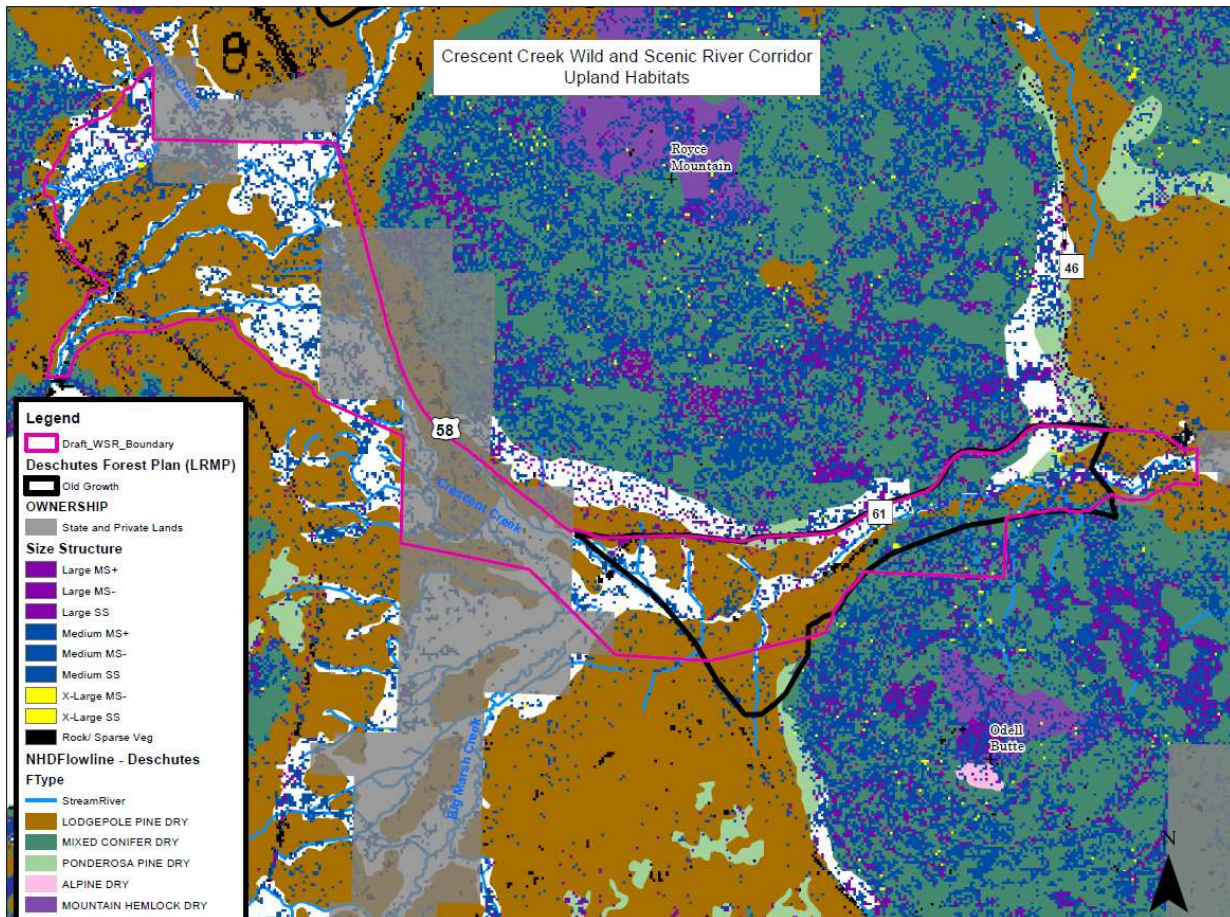 Crescent Creek Wild and Scenic River Corridor
Upland Habitats
Creek
Creek
Royce
Mountain
46
58
Crescent Creek
61
Big Marsh Creek
Odell
Butte
N
Legend
Draft_WSR_Boundary
Deschutes Forest Plan (LRMP)
Old Growth
OWNERSHIP
State and Private Lands
Size Structure
Large MS+
Large MS-
Large SS
Medium MS+
Medium MS-
Medium SS
X-Large MS-
X-Large SS
Rock/ Sparse Veg
NHDFlowline - Deschutes
FType
StreamRiver
LODGEPOLE PINE DRY
MIXED CONIFER DRY
PONDEROSA PINE DRY
ALPINE DRY
MOUNTAIN HEMLOCK DRY